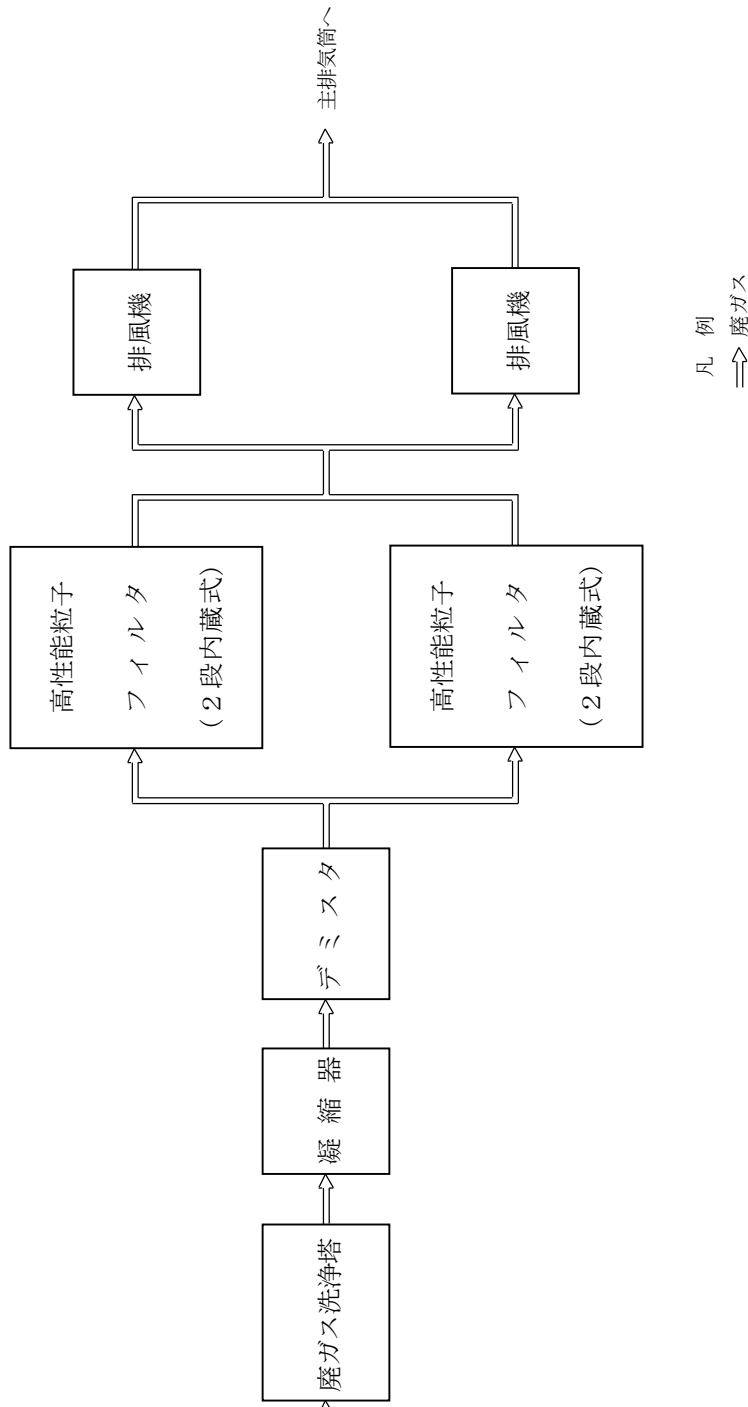 廃ガス洗浄塔
凝縮器
デミスタ
高性能粒子
フィルタ
(2段内蔵式)
高性能粒子
フィルタ
(2段内蔵式)
排風機
排風機
主排気筒へ
凡例
廃ガス